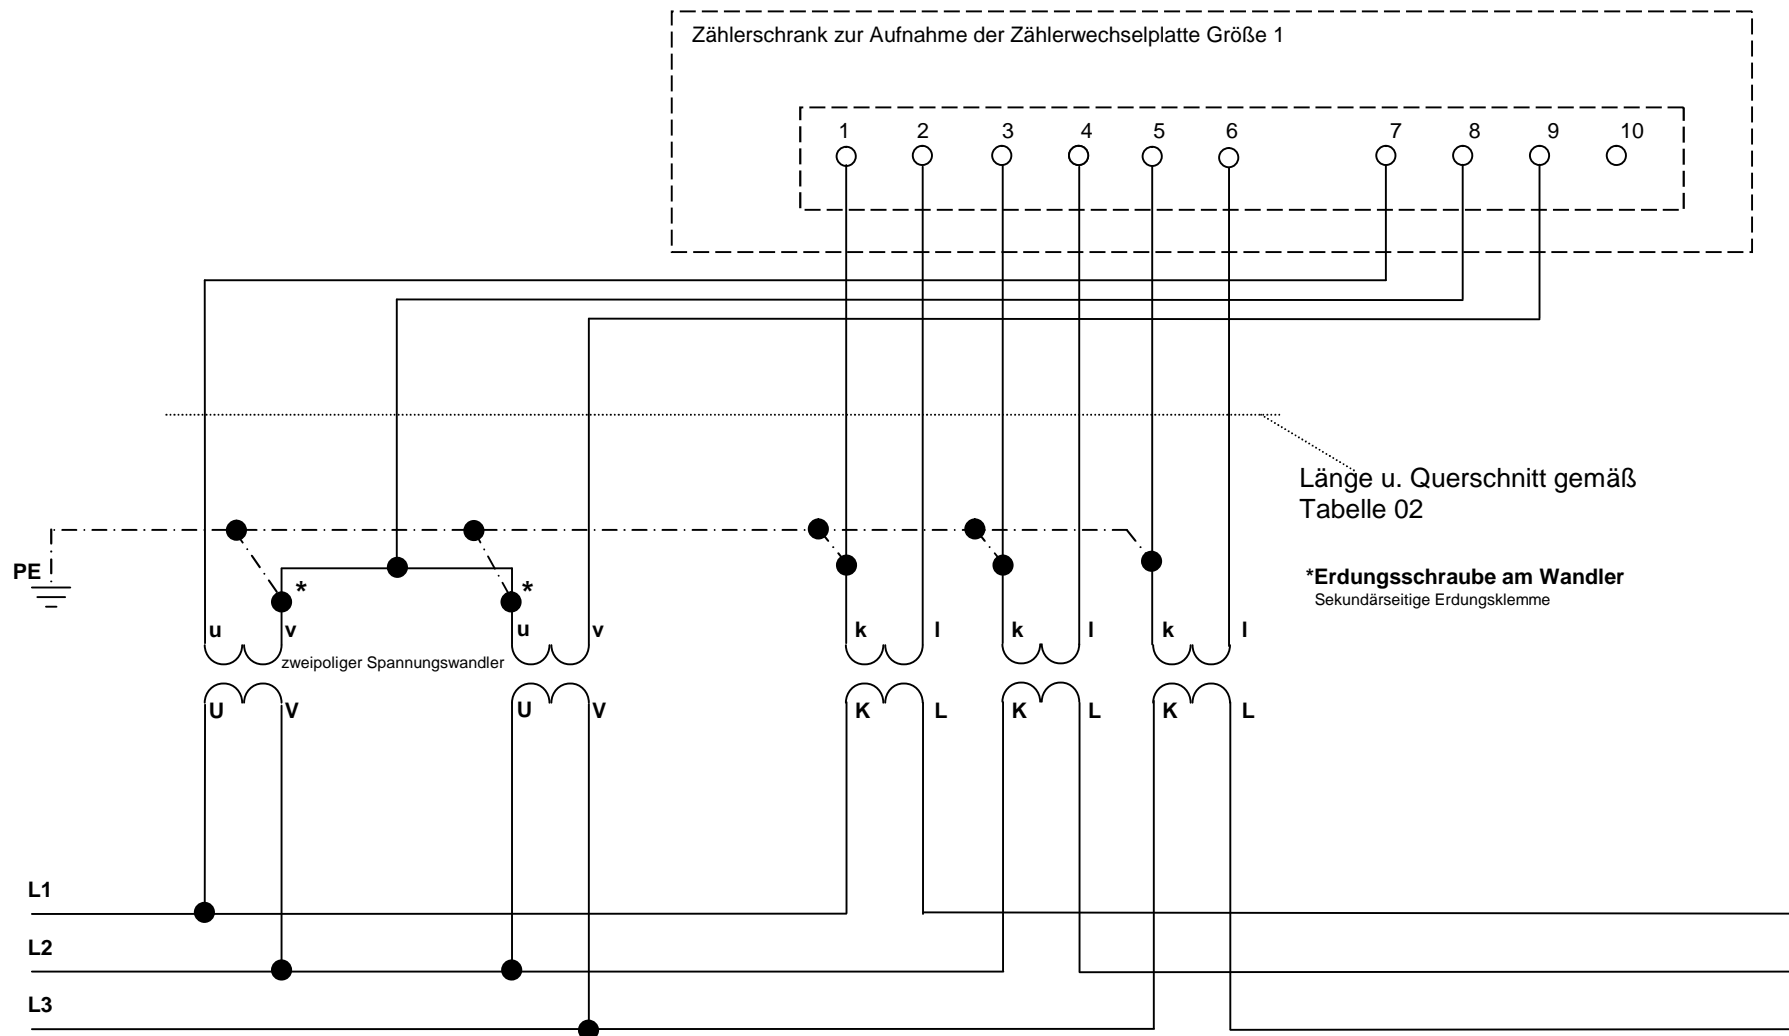 Zählerschrank zur Aufnahme der Zählerwechselplatte Größe 1
1 2 3 4 5 6 7 8 9 10
Länge u. Querschnitt gemäß
Tabelle 02
PE
*Erdungsschraube am Wandler
Sekundärseitige Erdungsklemme
* *
u v u v k l k l k l
zweipoliger Spannungswandler
U V U V K L K L K L
L1
L2
L3